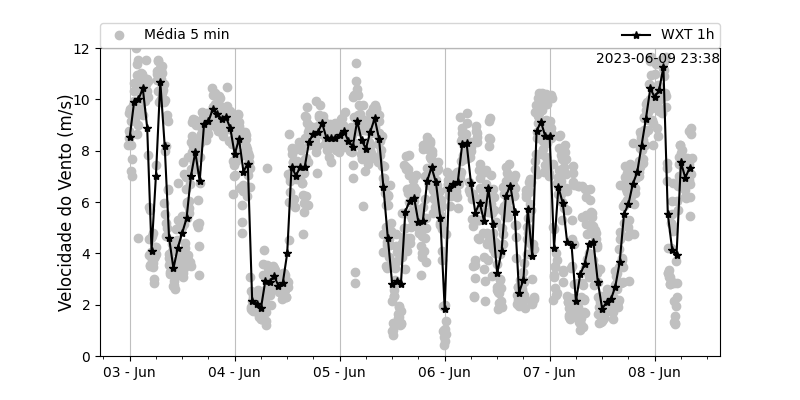 Média 5 min
WXT 1h
2023-06-09 23:38
Velocidade do Vento (m/s)
12
10
8
6
4
2
0
03 - Jun
04 - Jun
05 - Jun
06 - Jun
07 - Jun
08 - Jun